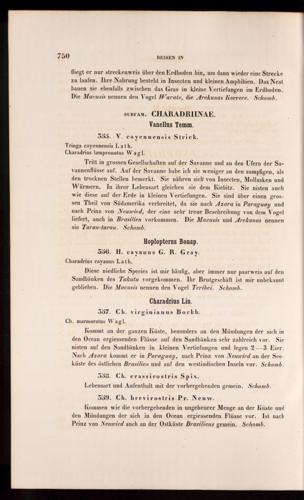 750
REISEN IN
fliegt er nur streckenweis über den Erdboden hin, um dann wieder eine Strecke
zu laufen. Ihre Nahrung besteht in Insecten und kleinen Amphibien. Das Nest
bauen sie ebenfalls zwischen das Gras in kleine Vertiefungen im Erdboden.
Die Macusis nennen den Vogel Warate, die Arekunas Korrere. Schomb.
SUBFAM. CHARADRIINAE.
Vanellus Temm.
535. V. cayennensis Strick.
Tringa cayennensis Lath.
Charadrius lampronotus Wagl.
Tritt in grossen Gesellschaften auf der Savanne und an den Ufern der Sa-
vannenflüsse auf. Auf der Savanne habe ich sie weniger an den sumpfigen, als
den trocknen Stellen bemerkt. Sie nähren sich von Insecten, Mollusken und
Würmern. In ihrer Lebensart gleichen sie dem Kiebitz. Sie nisten auch
wie diese auf der Erde in kleinen Vertiefungen. Sie sind über einen gros-
sen Theil von Südamerika verbreitet, da sie nach Azara in Paraguay und
nach Prinz von Neuwied, der eine sehr treue Beschreibung von dem Vogel
liefert, auch in Brasilien vorkommen. Die Macusis und Arekunas nennen
sie Taran-taran. Schomb.
Hoplopterus Bonap.
536. H. cayanus G. R. Gray.
Charadrius cayanus Lath.
Diese niedliche Species ist mir häufig, aber immer nur paarweis auf den
Sandbänken des Takutu vorgekommen. Ihr Brutgeschäft ist mir unbekannt
geblieben. Die Macusis nennen den Vogel Teribei. Schomb.
Charadrius Lin.
537. Ch. virginianus Borkh.
Ch. marmoratus Wagl.
Kommt an der ganzen Küste, besonders an den Mündungen der sich in
den Ocean ergiessenden Flüsse auf den Sandbänken sehr zahlreich vor. Sie
nisten auf den Sandbänken in kleinen Vertiefungen und legen 2—3 Eier.
Nach Azara kommt er in Paraguay, nach Prinz von Neuwied an der See-
küste des östlichen Brasilien und auf den westindischen Inseln vor. Schomb.
538. Ch. crassirostris Spix.
Lebensart und Aufenthalt mit der vorhergehenden gemein. Schomb.
539. Ch. brevirostris Pr. Neuw.
Kommen wie die vorhergehenden in ungeheurer Menge an der Küste und
den Mündungen der sich in den Ocean ergiessenden Flüsse vor. Ist nach
Prinz von Neuwied auch an der Ostküste Brasiliens gemein. Schomb.